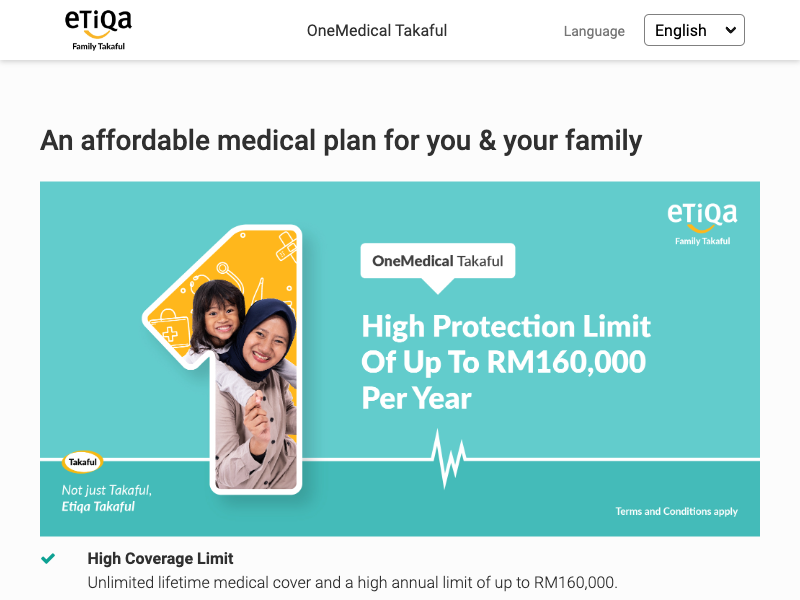 eTiQa
Family Takaful
OneMedical Takaful
Language
English
An affordable medical plan for you & your family
eTiQa
Family Takaful
OneMedical Takaful
High Protection Limit
Of Up To RM160,000
Per Year
Takaful
Not just Takaful,
Etiqa Takaful
Terms and Conditions apply
High Coverage Limit
Unlimited lifetime medical cover and a high annual limit of up to RM160,000.